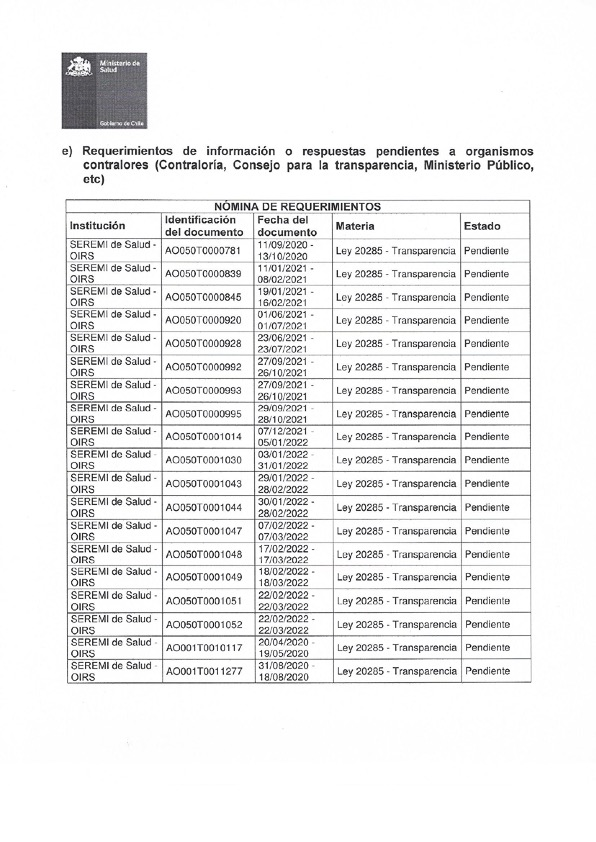 Ministerio de
Salud
Gobierno de Chile
e) Requerimientos de información o respuestas pendientes a organismos
contralores (Contraloría, Consejo para la transparencia, Ministerio Público,
etc)
NÓMINA DE REQUERIMIENTOS
Institución Identificación del documento Fecha del documento Materia Estado
SEREMI de Salud - OIRS AO050T0000781 11/09/2020 - 13/10/2020 Ley 20285 - Transparencia Pendiente
SEREMI de Salud - OIRS AO050T0000839 11/01/2021 - 08/02/2021 Ley 20285 - Transparencia Pendiente
SEREMI de Salud - OIRS AO050T0000845 19/01/2021 - 16/02/2021 Ley 20285 - Transparencia Pendiente
SEREMI de Salud - OIRS AO050T0000920 01/06/2021 - 01/07/2021 Ley 20285 - Transparencia Pendiente
SEREMI de Salud - OIRS AO050T0000928 23/06/2021 - 23/07/2021 Ley 20285 - Transparencia Pendiente
SEREMI de Salud - OIRS AO050T0000992 27/09/2021 - 26/10/2021 Ley 20285 - Transparencia Pendiente
SEREMI de Salud - OIRS AO050T0000993 27/09/2021 - 26/10/2021 Ley 20285 - Transparencia Pendiente
SEREMI de Salud - OIRS AO050T0000995 29/09/2021 - 28/10/2021 Ley 20285 - Transparencia Pendiente
SEREMI de Salud - OIRS AO050T0001014 07/12/2021 - 05/01/2022 Ley 20285 - Transparencia Pendiente
SEREMI de Salud - OIRS AO050T0001030 03/01/2022 - 31/01/2022 Ley 20285 - Transparencia Pendiente
SEREMI de Salud - OIRS AO050T0001043 29/01/2022 - 28/02/2022 Ley 20285 - Transparencia Pendiente
SEREMI de Salud - OIRS AO050T0001044 30/01/2022 - 28/02/2022 Ley 20285 - Transparencia Pendiente
SEREMI de Salud - OIRS AO050T0001047 07/02/2022 - 07/03/2022 Ley 20285 - Transparencia Pendiente
SEREMI de Salud - OIRS AO050T0001048 17/02/2022 - 17/03/2022 Ley 20285 - Transparencia Pendiente
SEREMI de Salud - OIRS AO050T0001049 18/02/2022 - 18/03/2022 Ley 20285 - Transparencia Pendiente
SEREMI de Salud - OIRS AO050T0001051 22/02/2022 - 22/03/2022 Ley 20285 - Transparencia Pendiente
SEREMI de Salud - OIRS AO050T0001052 22/02/2022 - 22/03/2022 Ley 20285 - Transparencia Pendiente
SEREMI de Salud - OIRS AO001T0010117 20/04/2020 - 19/05/2020 Ley 20285 - Transparencia Pendiente
SEREMI de Salud - OIRS AO001T0011277 31/08/2020 - 18/08/2020 Ley 20285 - Transparencia Pendiente